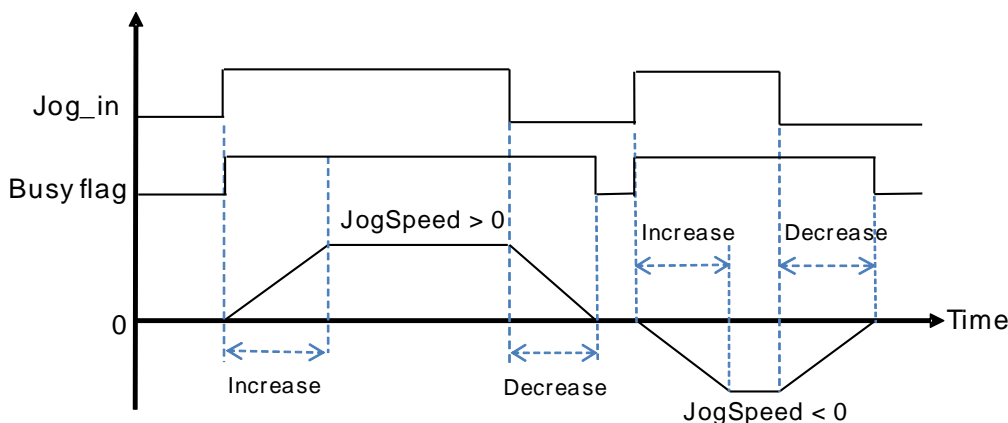 Jog_in
Busy flag
JogSpeed > 0
Increase
Decrease
0
Time
Increase
Decrease
JogSpeed < 0